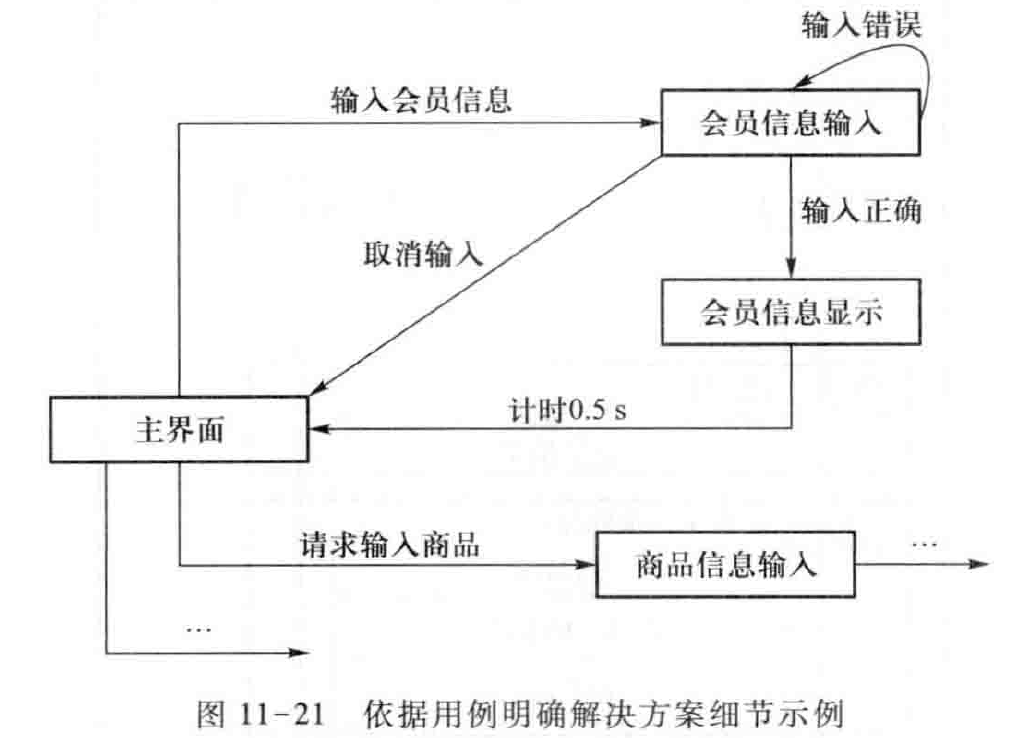 输入错误
输入会员信息
会员信息输入
输入正确
取消输入
会员信息显示
计时0.5 s
主界面
请求输入商品
商品信息输入
…
…
图 11-21 依据用例明确解决方案细节示例